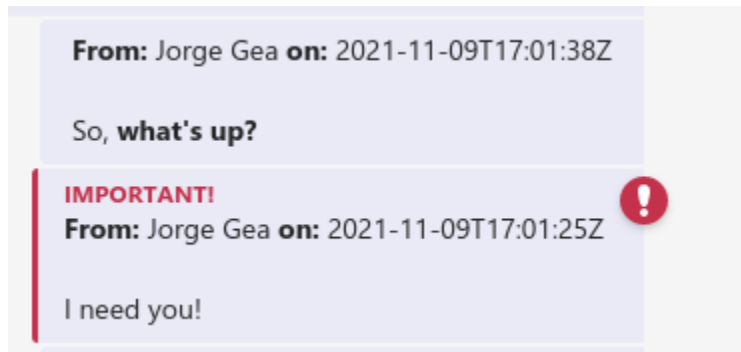 From: Jorge Gea on: 2021-11-09T17:01:38Z
So, what's up?
IMPORTANT!
From: Jorge Gea on: 2021-11-09T17:01:25Z
I need you!